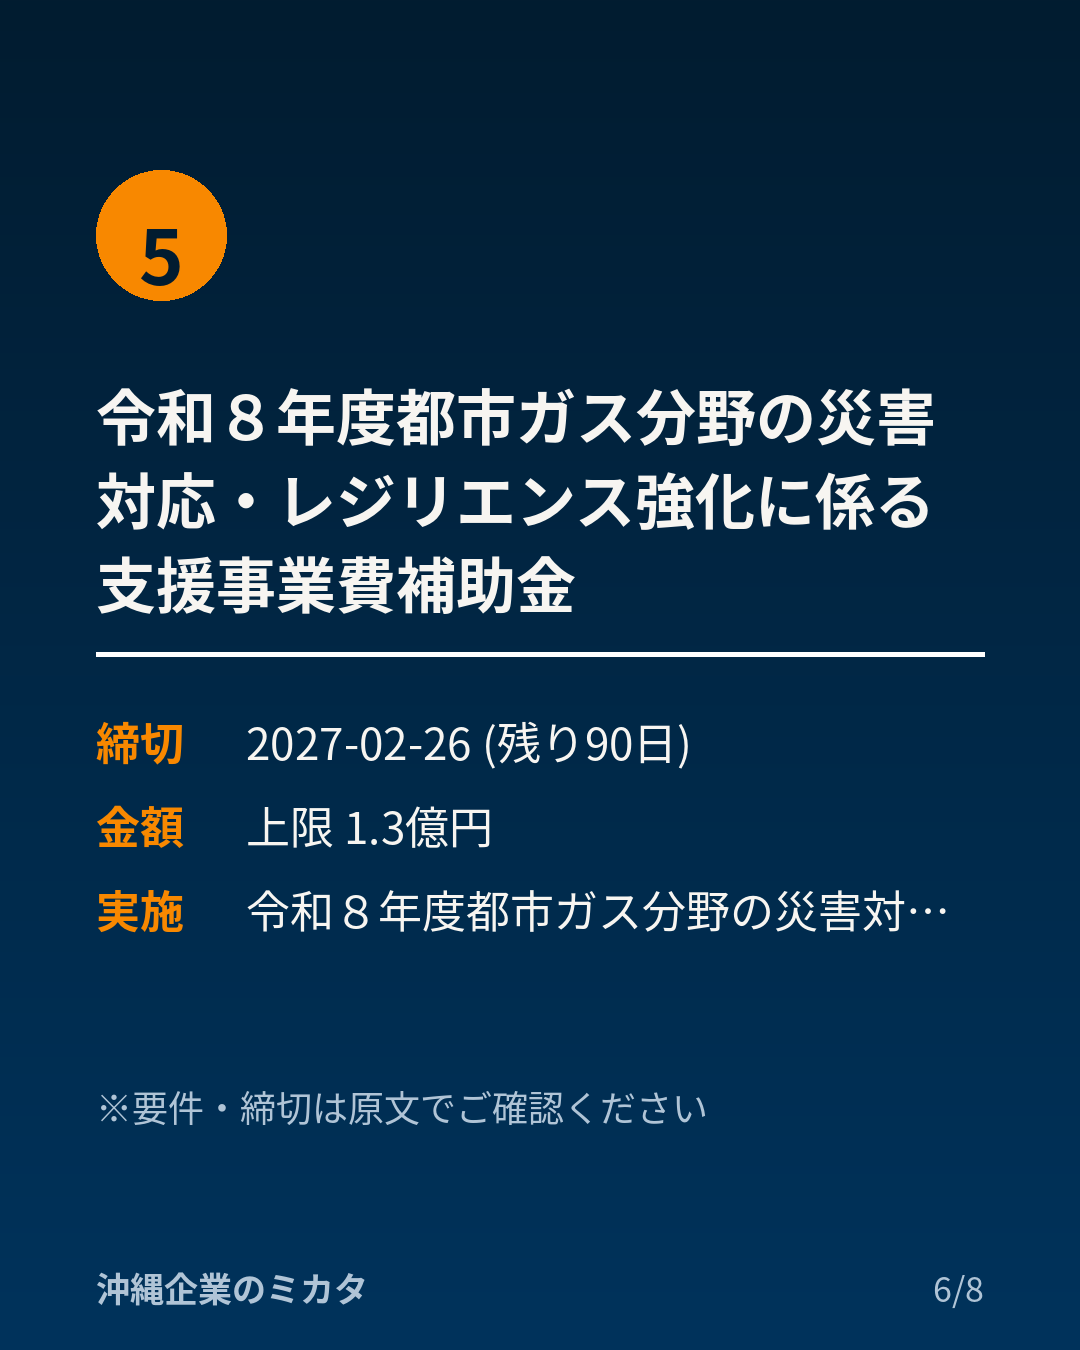 5
令和８年度都市ガス分野の災害
対応・レジリエンス強化に係る
支援事業費補助金
締切 2027-02-26 (残り90日)
金額 上限 1.3億円
実施 令和８年度都市ガス分野の災害対…
※要件・締切は原文でご確認ください
沖縄企業のミカタ 6/8